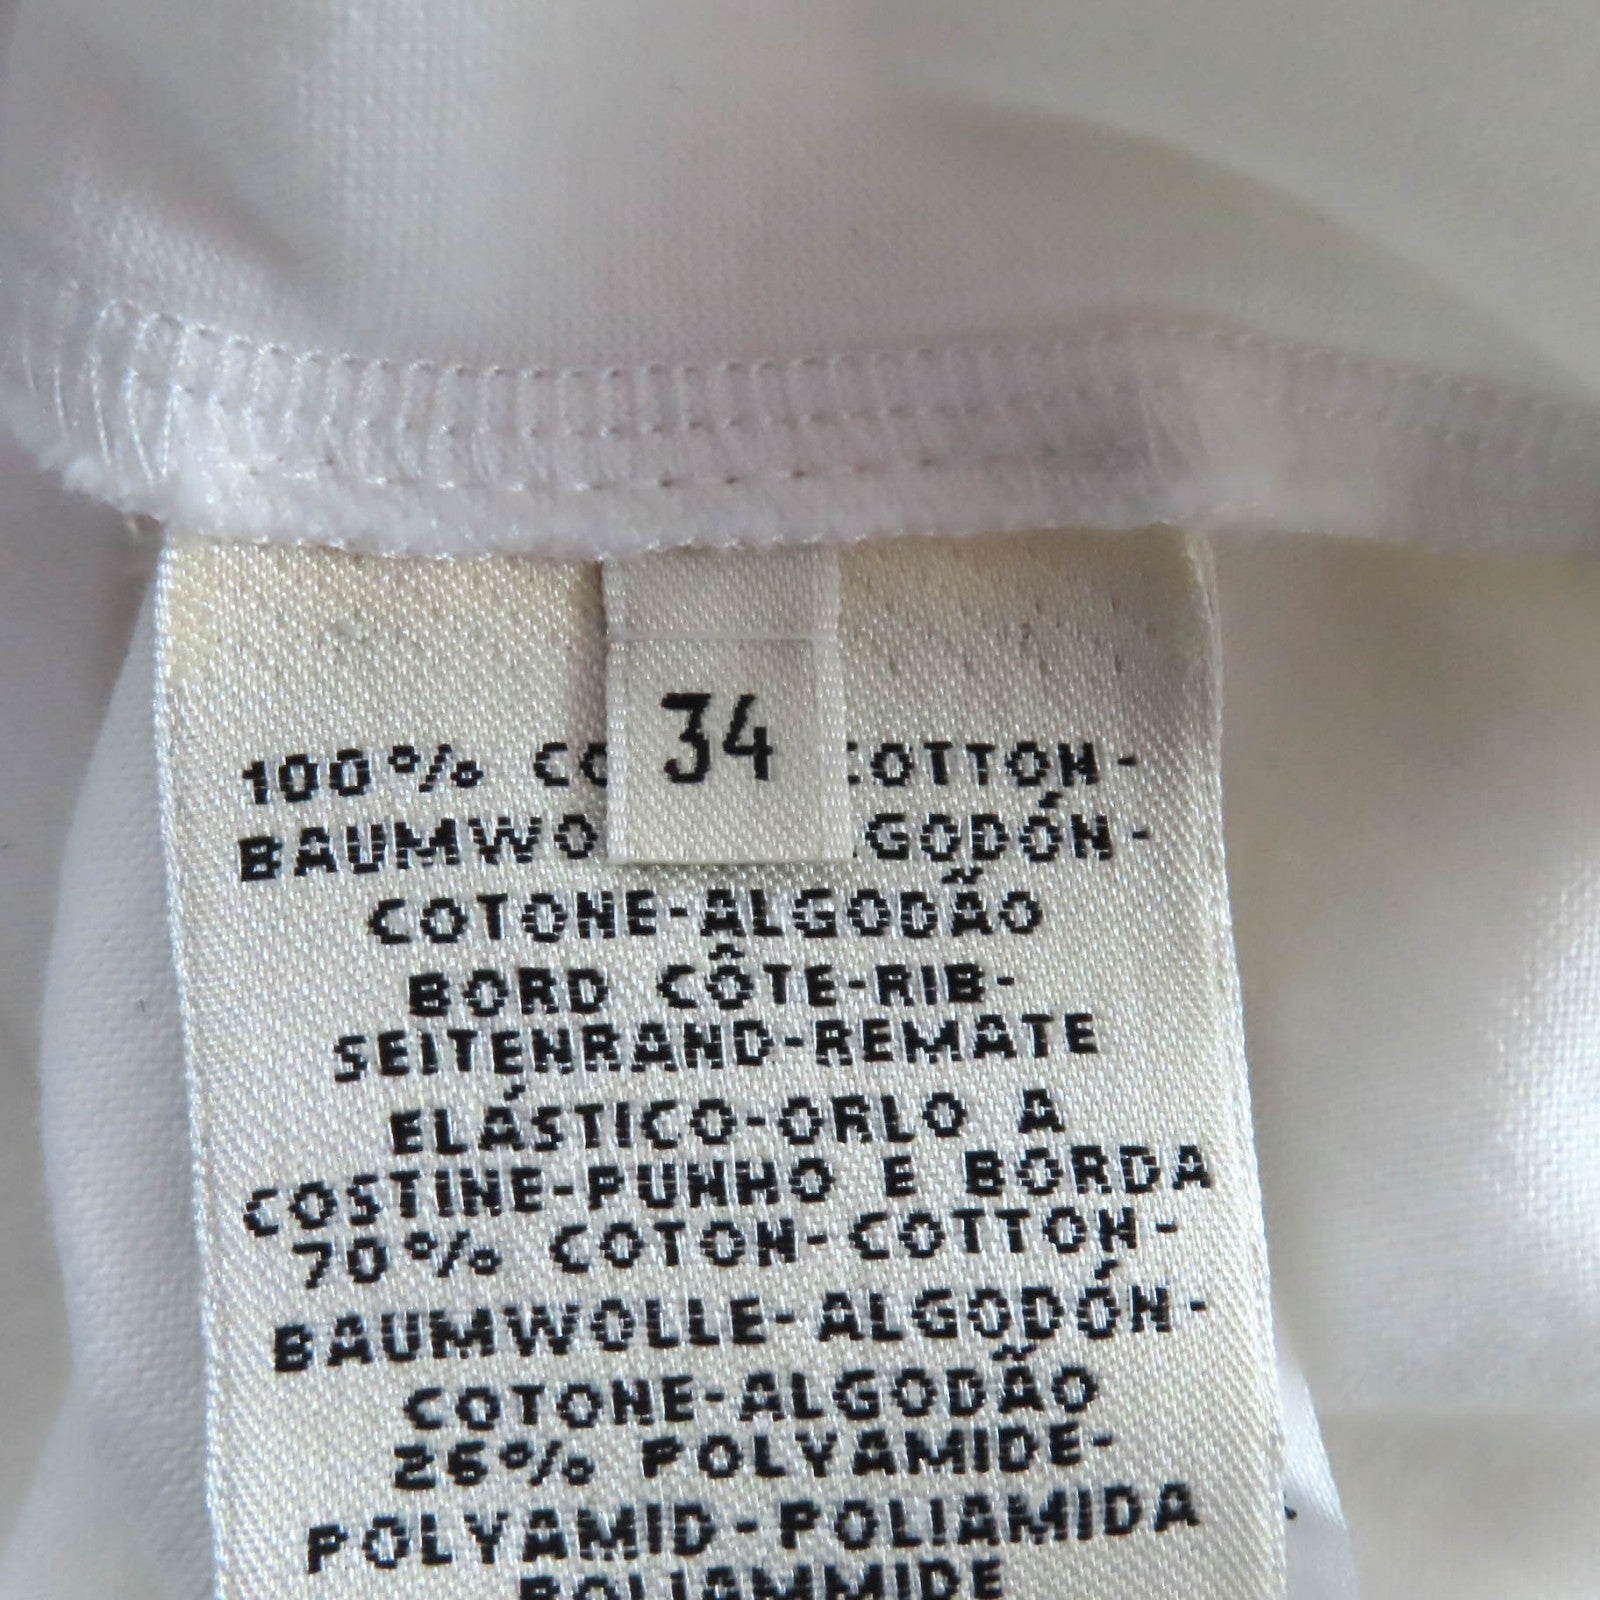 34
100% COTTON-
BAUMWO GODÓN-
COTONE-ALGODÃO
BORD CÔTE-RIB-
SEITENRAND-REMATE
ELÁSTICO-ORLO A
COSTINE-PUNHO E BORDA
70% COTON-COTTON-
BAUMWOLLE-ALGODÓN-
COTONE-ALGODÃO
26% POLYAMIDE-
POLYAMID-POLIAMIDA
POLIAMMIDE